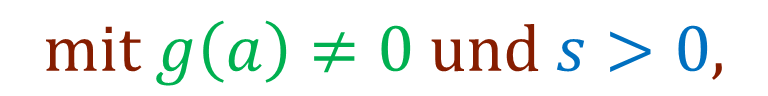 mit g(a) ≠ 0 und s > 0,